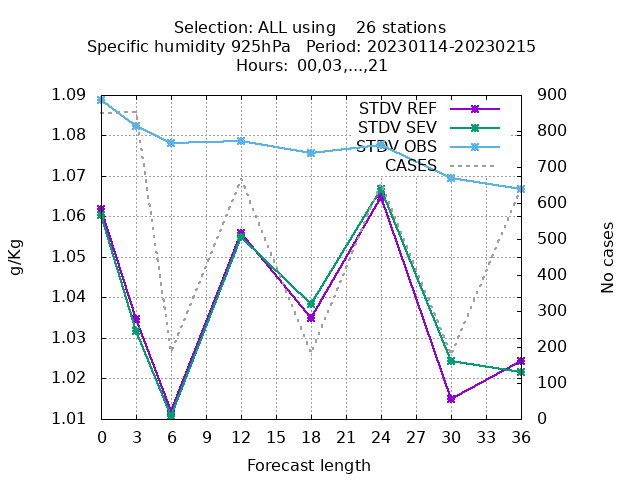 Selection: ALL using    26 stations
Specific humidity 925hPa   Period: 20230114-20230215
Hours: 00,03,...,21
STDV REF
STDV SEV
STDV OBS
CASES
1.09
1.08
1.07
1.06
1.05
1.04
1.03
1.02
1.01
900
800
700
600
500
400
300
200
100
0
g/Kg
No cases
0 3 6 9 12 15 18 21 24 27 30 33 36
Forecast length